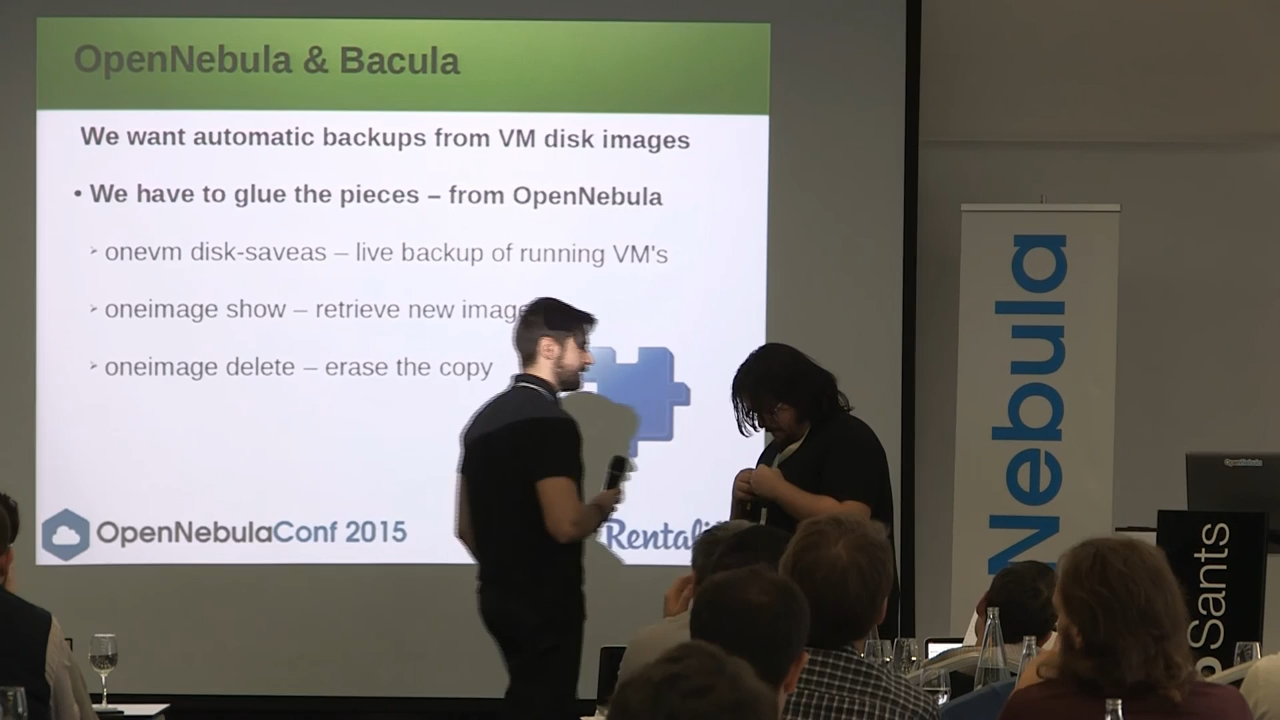 OpenNebula & Bacula
We want automatic backups from VM disk images
• We have to glue the pieces – from OpenNebula
➢ onevm disk-saveas – live backup of running VM's
➢ oneimage show – retrieve new image
➢ oneimage delete – erase the copy
OpenNebulaConf 2015
Nebula
OpenNebula
Sants